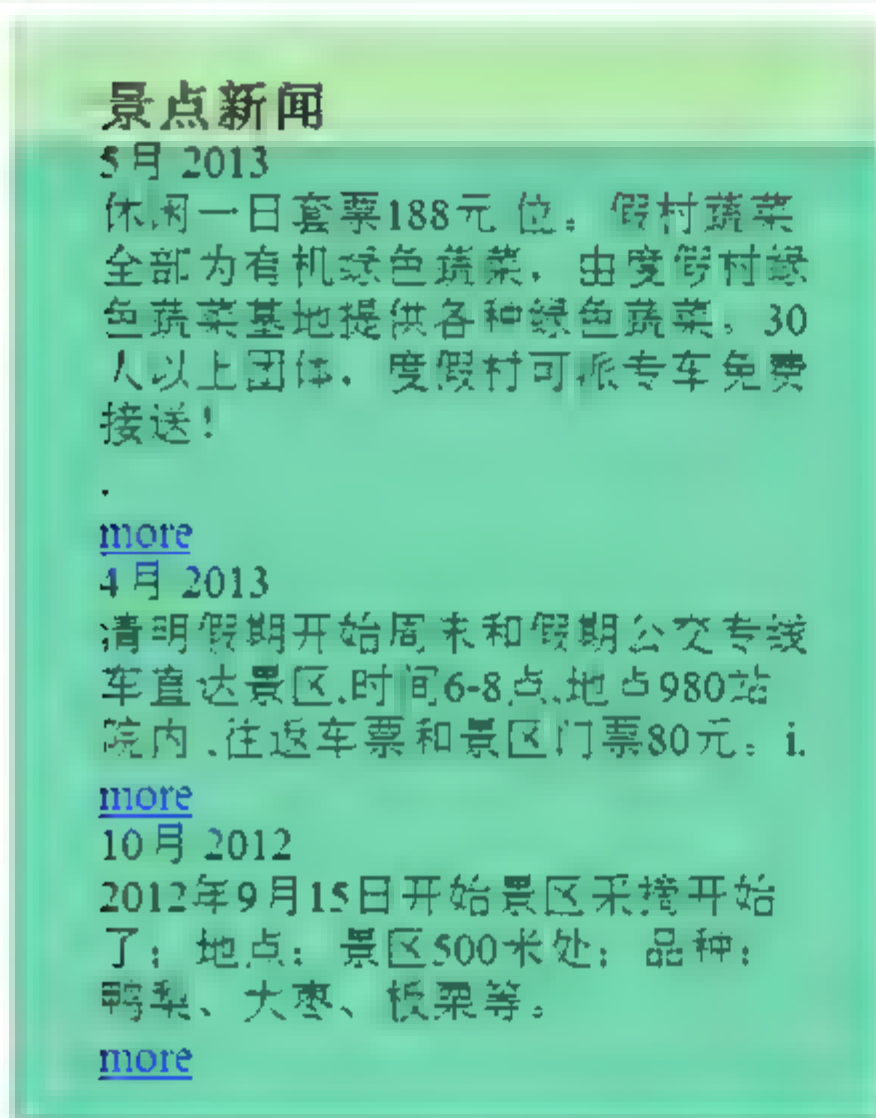 景点新闻
5月 2013
休闲一日套票188元 位。假村蔬菜
全部为有机绿色蔬菜，由度假村绿
色蔬菜基地提供各种绿色蔬菜。30
人以上团体，度假村可派专车免费
接送！
.
more
4月 2013
清明假期开始周末和假期公交专线
车直达景区.时间6-8点.地点980站
院内 .往返车票和景区门票80元。i.
more
10月 2012
2012年9月15日开始景区采摘开始
了；地点：景区500米处；品种：
鸭梨、大枣、板栗等。
more